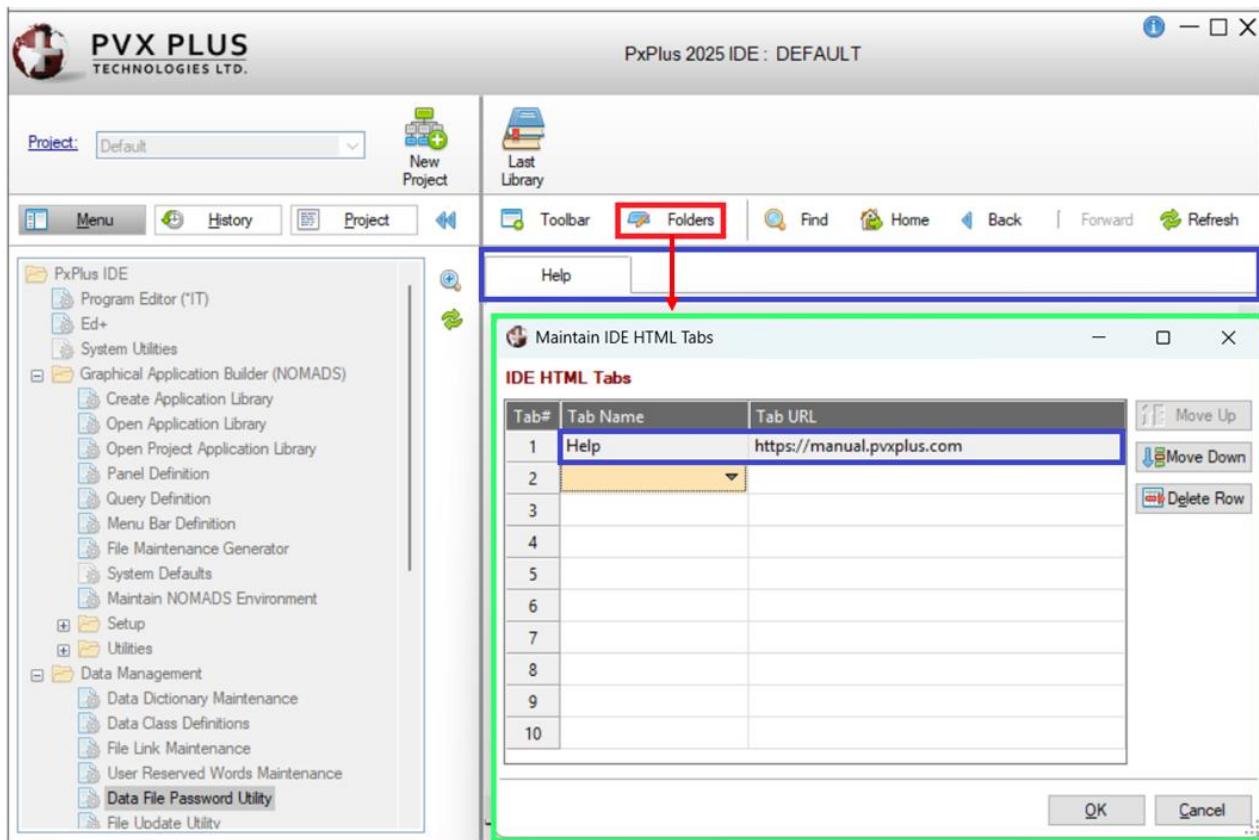 PVX PLUS
TECHNOLOGIES LTD.
PxPlus 2025 IDE : DEFAULT
Project:
Default
New
Project
Last
Library
Menu
History
Project
Toolbar
Folders
Find
Home
Back
Forward
Refresh
PxPlus IDE
Program Editor (*IT)
Ed+
System Utilities
Graphical Application Builder (NOMADS)
Create Application Library
Open Application Library
Open Project Application Library
Panel Definition
Query Definition
Menu Bar Definition
File Maintenance Generator
System Defaults
Maintain NOMADS Environment
Setup
Utilities
Data Management
Data Dictionary Maintenance
Data Class Definitions
File Link Maintenance
User Reserved Words Maintenance
Data File Password Utility
File Update Utility
Help
Maintain IDE HTML Tabs
IDE HTML Tabs
Tab# Tab Name Tab URL
1 Help https://manual.pvxplus.com
2
3
4
5
6
7
8
9
10
Move Up
Move Down
Delete Row
OK
Cancel